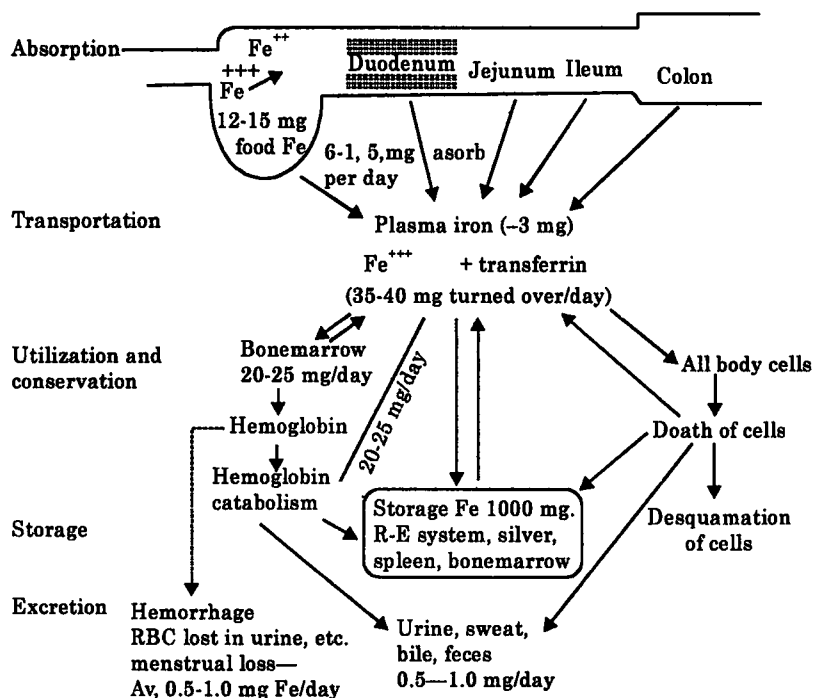 Absorption
Fe++
+++
Fe
12-15 mg
food Fe
Duodenum
Jejunum
Ileum
Colon
6-1, 5,mg asorb
per day
Transportation
Plasma iron (–3 mg)
Fe+++ + transferrin
(35-40 mg turned over/day)
Utilization and
conservation
Bonemarrow
20-25 mg/day
20-25 mg/day
All body cells
Hemoglobin
Doath of cells
Hemoglobin
catabolism
Storage
Storage Fe 1000 mg.
R-E system, silver,
spleen, bonemarrow
Desquamation
of cells
Excretion
Hemorrhage
RBC lost in urine, etc.
menstrual loss—
Av, 0.5-1.0 mg Fe/day
Urine, sweat,
bile, feces
0.5—1.0 mg/day